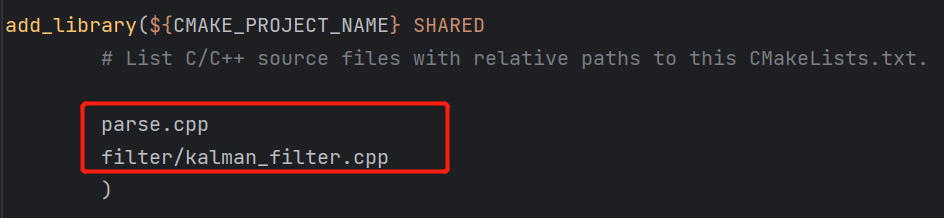 add_library(${CMAKE_PROJECT_NAME} SHARED
# List C/C++ source files with relative paths to this CMakeLists.txt.
parse.cpp
filter/kalman_filter.cpp
)